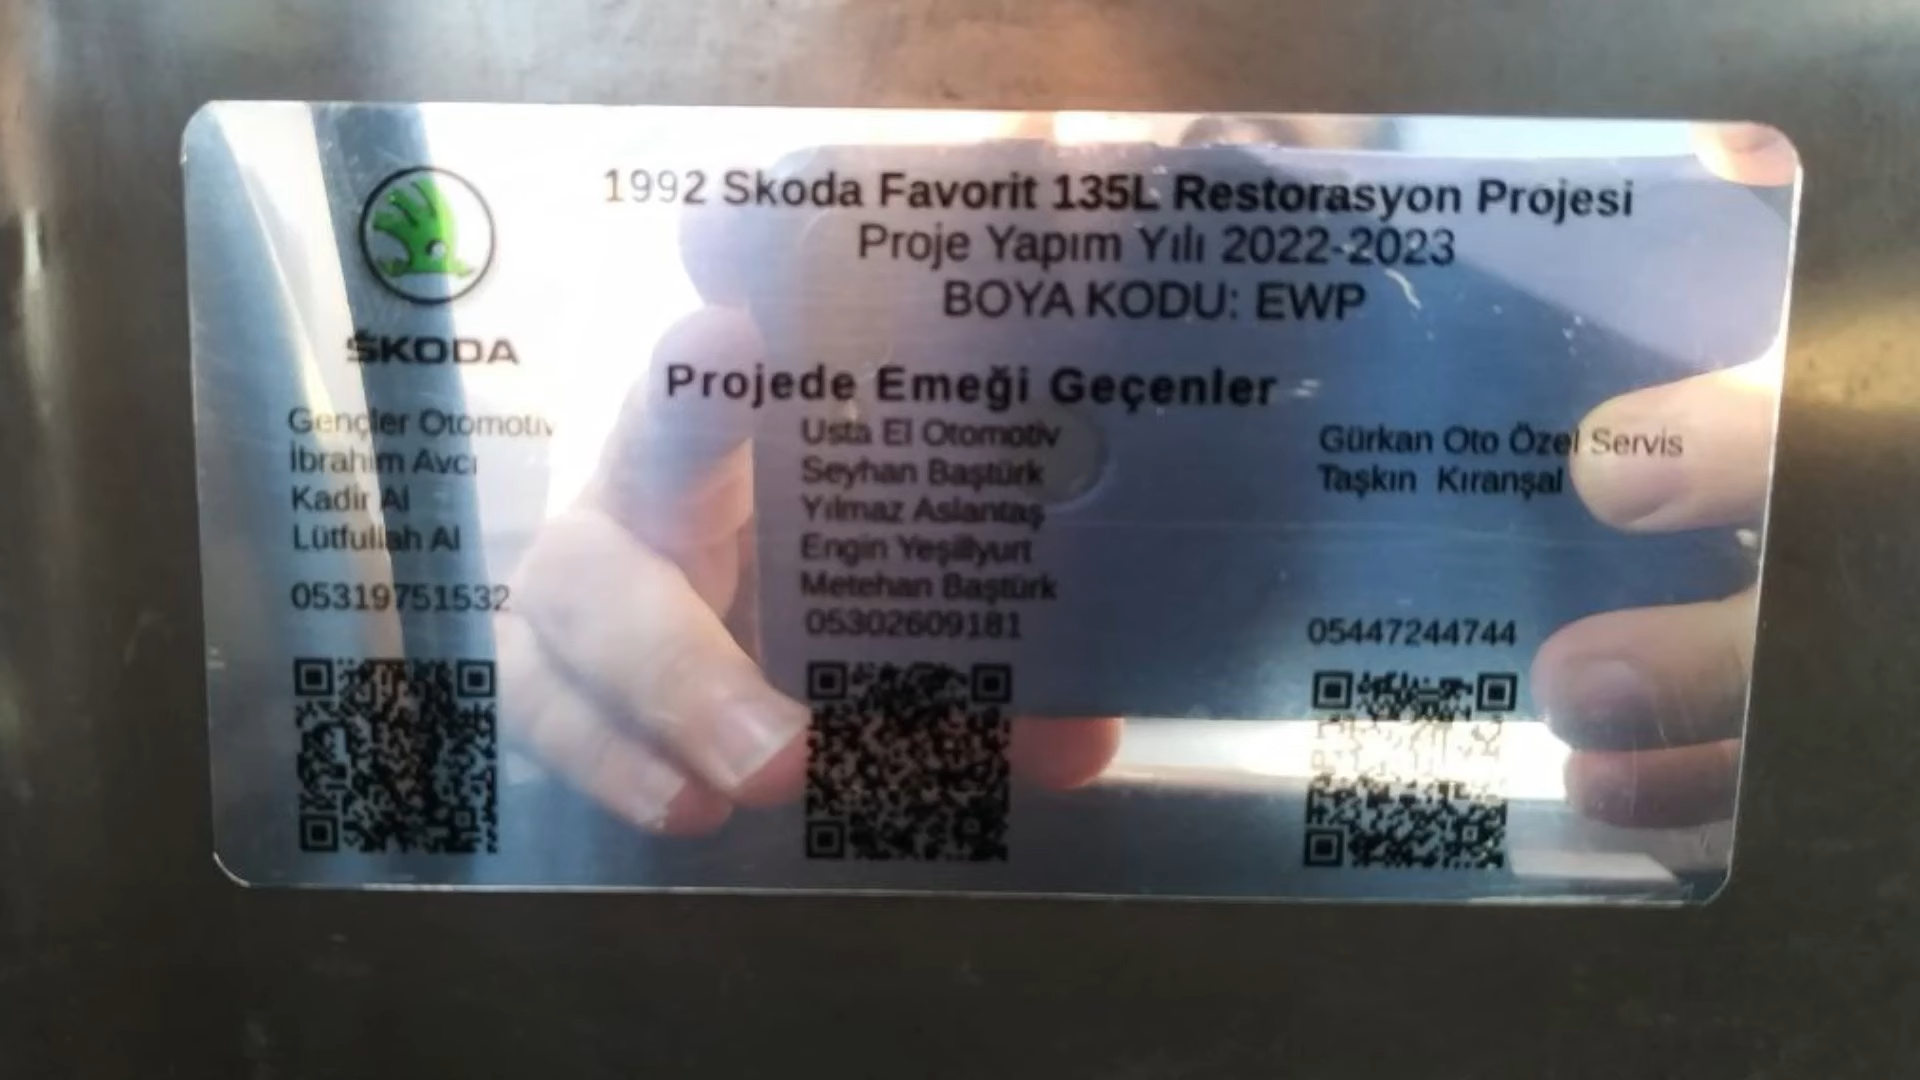 1992 Skoda Favorit 135L Restorasyon Projesi
Proje Yapım Yılı 2022-2023
BOYA KODU: EWP
ŠKODA
Projede Emeği Geçenler
Gençler Otomotiv
İbrahim Avcı
Kadir Al
Lütfullah Al
05319751532
Usta El Otomotiv
Seyhan Baştürk
Yılmaz Aslantaş
Engin Yeşillyurt
Metehan Baştürk
05302609181
Gürkan Oto Özel Servis
Taşkın Kıranşal
05447244744